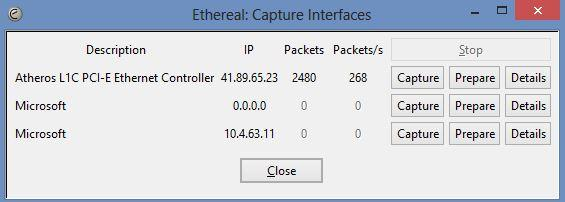 Ethereal: Capture Interfaces
Description IP Packets Packets/s Stop
Atheros L1C PCI-E Ethernet Controller 41.89.65.23 2480 268 Capture Prepare Details
Microsoft 0.0.0.0 0 0 Capture Prepare Details
Microsoft 10.4.63.11 0 0 Capture Prepare Details
Close